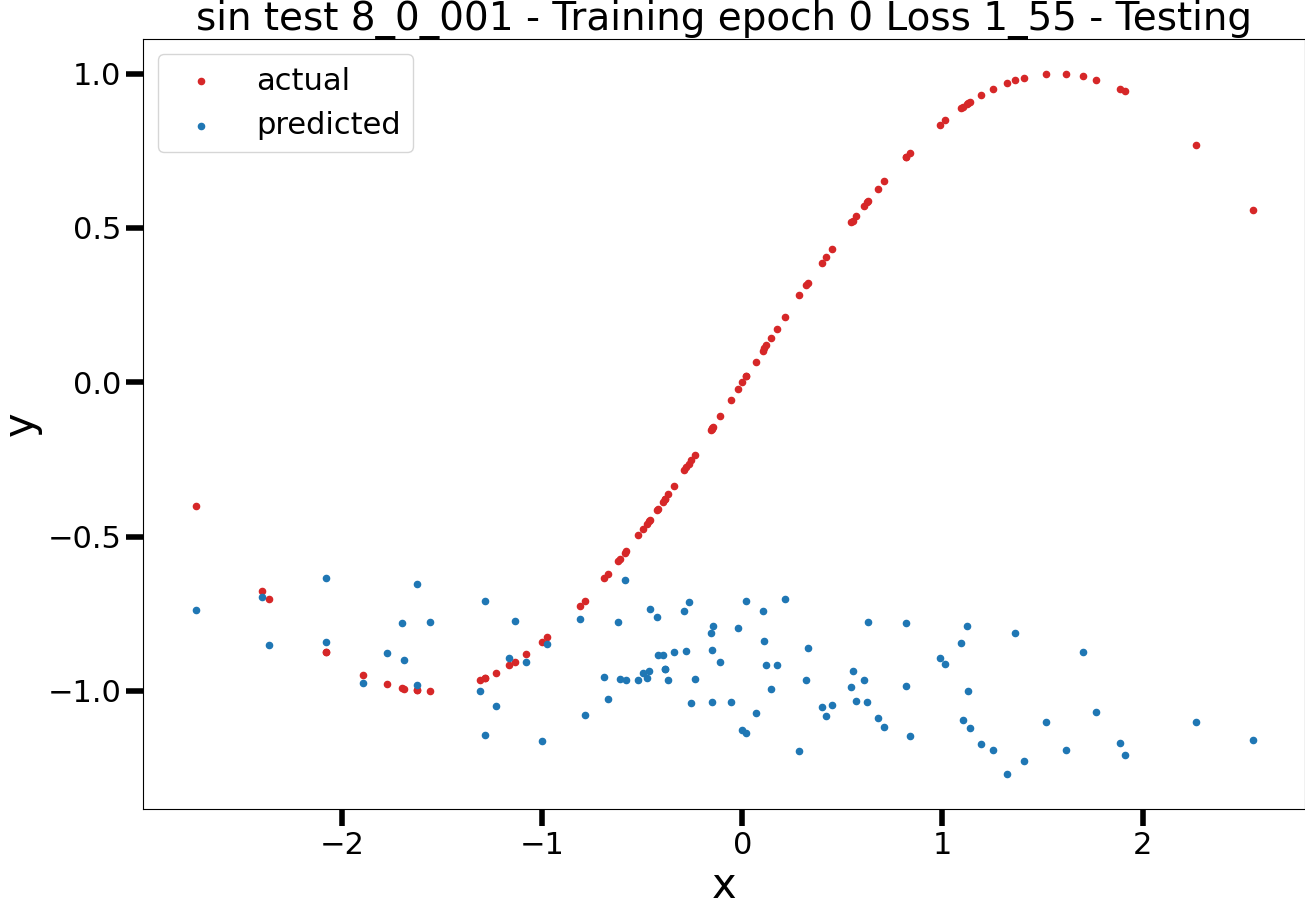 sin test 8_0_001 - Training epoch 0 Loss 1_55 - Testing
actual
predicted
1.0
0.5
0.0
−0.5
−1.0
y
−2 −1 0 1 2
x